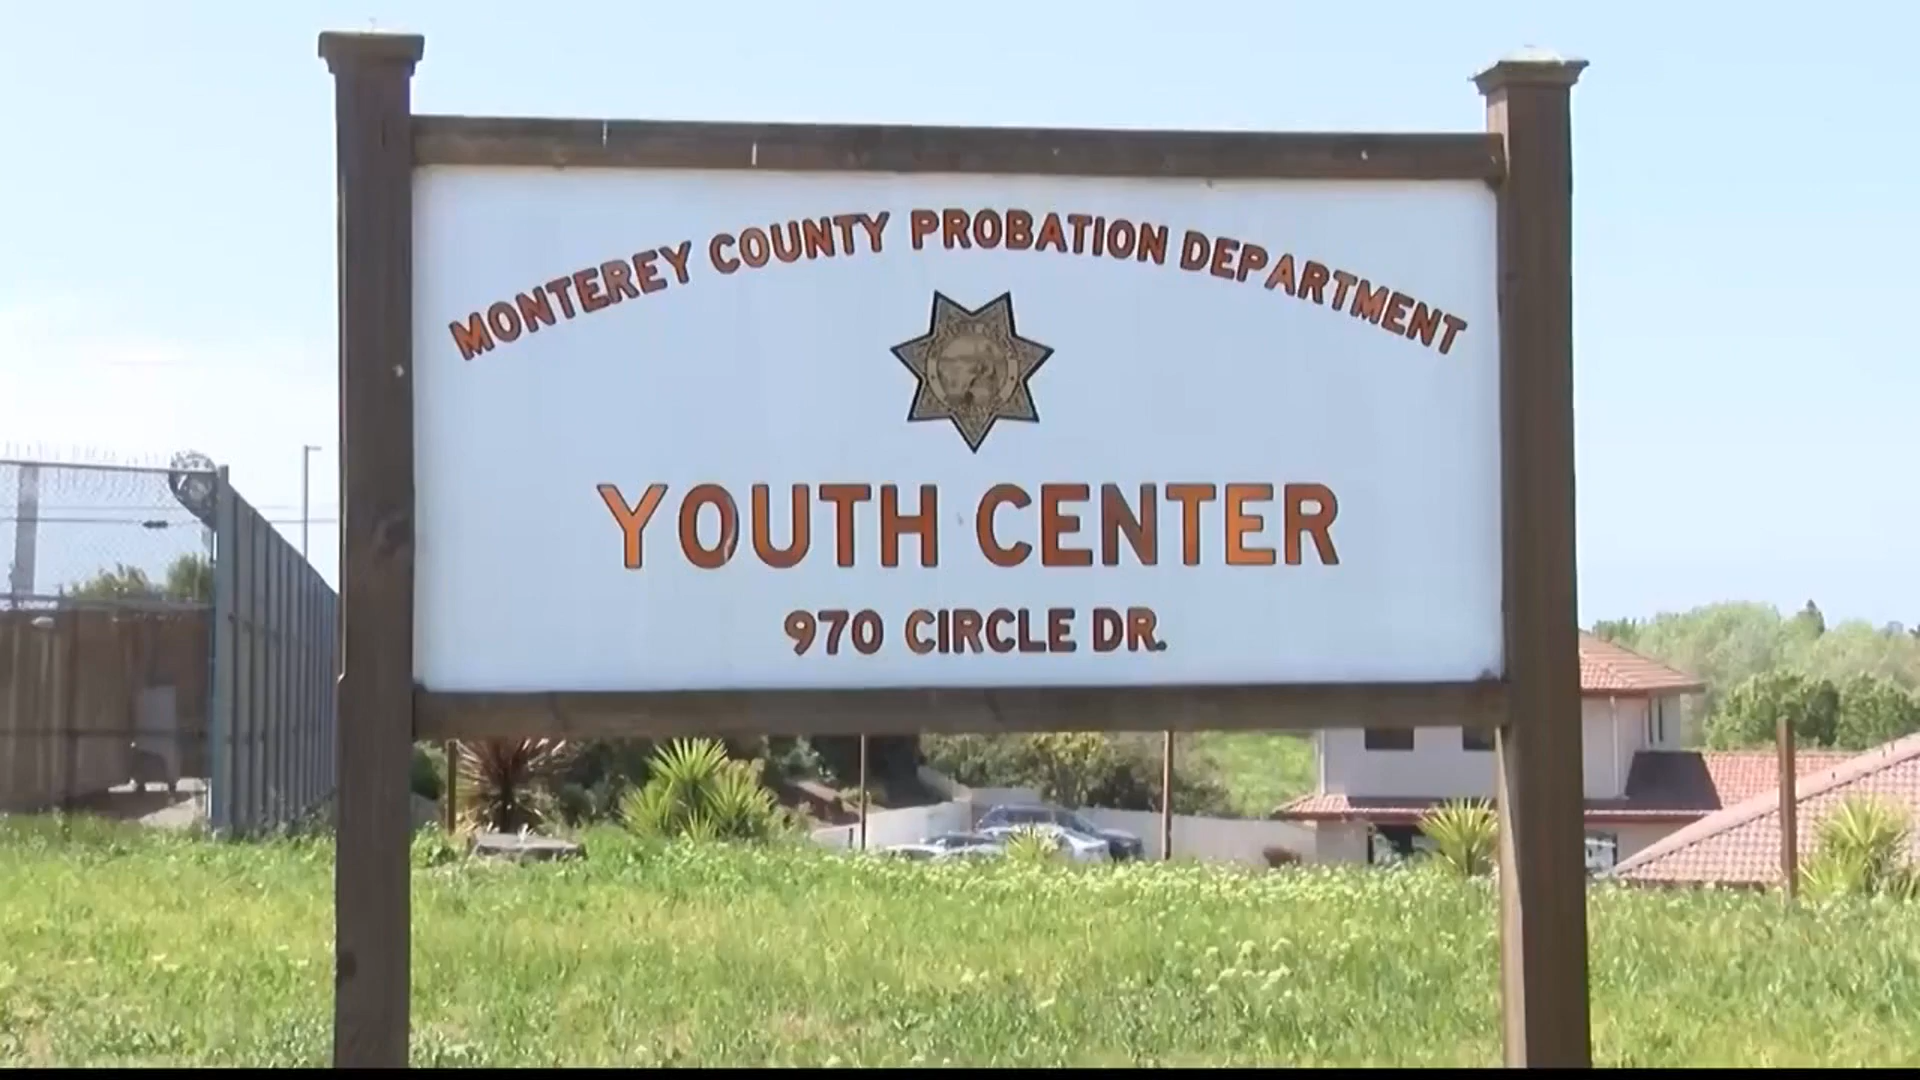 MONTEREY COUNTY PROBATION DEPARTMENT
YOUTH CENTER
970 CIRCLE DR.